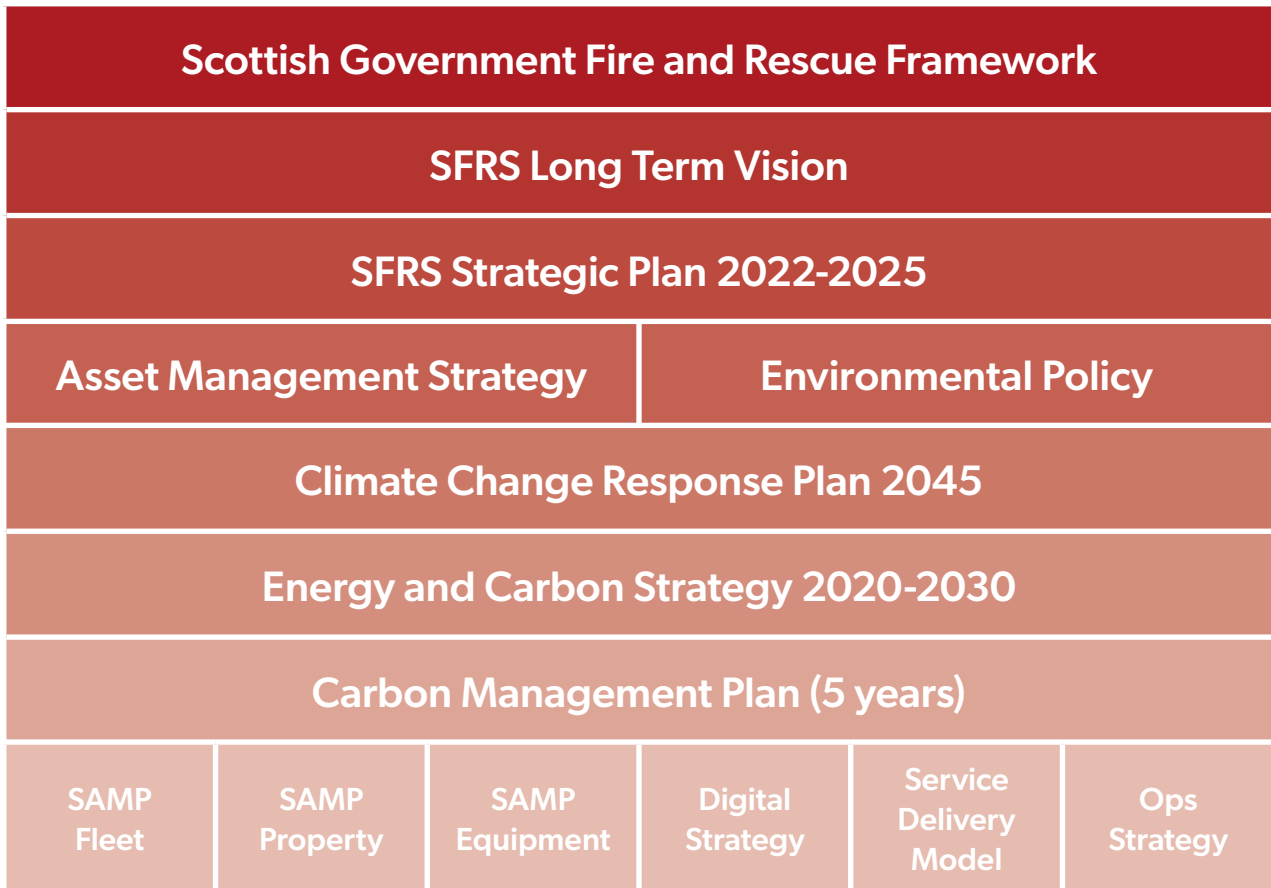 Scottish Government Fire and Rescue Framework
SFRS Long Term Vision
SFRS Strategic Plan 2022-2025
Asset Management Strategy
Environmental Policy
Climate Change Response Plan 2045
Energy and Carbon Strategy 2020-2030
Carbon Management Plan (5 years)
SAMP
Fleet
SAMP
Property
SAMP
Equipment
Digital
Strategy
Service
Delivery
Model
Ops
Strategy